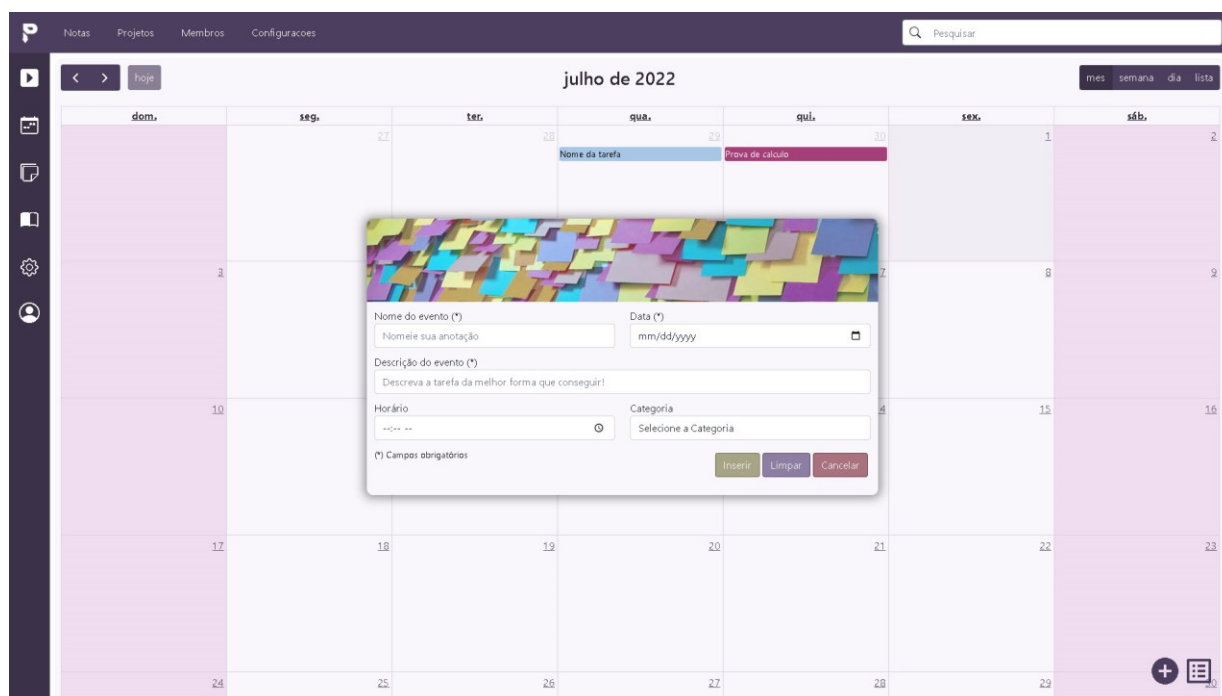 P Notas Projetos Membros Configuracoes Pesquisar
hoje julho de 2022 mes semana dia lista
dom. seg. ter. qua. qui. sex. sáb.
27 28 29 30 1 2
Nome da tarefa Prova de calculo
3 7 8 9
Nome do evento (*) Data (*)
Nomeie sua anotação mm/dd/yyyy
Descrição do evento (*)
Descreva a tarefa da melhor forma que conseguir!
10 4 15 16
Horário Categoria
--:-- -- Selecione a Categoria
(*) Campos obrigatórios
Inserir Limpar Cancelar
17 18 19 20 21 22 23
24 25 26 27 28 29 30